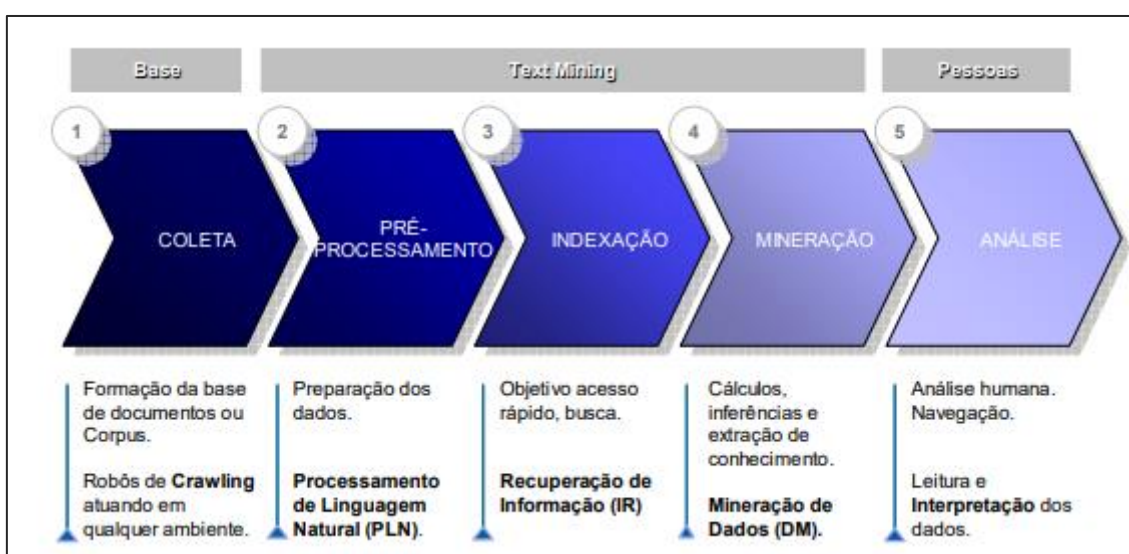 Base
Text Mining
Pessoas
1
2
3
4
5
COLETA
PRÉ-
PROCESSAMENTO
INDEXAÇÃO
MINERAÇÃO
ANÁLISE
Formação da base
de documentos ou
Corpus.
Robôs de Crawling
atuando em
qualquer ambiente.
Preparação dos
dados.
Processamento
de Linguagem
Natural (PLN).
Objetivo acesso
rápido, busca.
Recuperação de
Informação (IR)
Cálculos,
inferências e
extração de
conhecimento.
Mineração de
Dados (DM).
Análise humana.
Navegação.
Leitura e
Interpretação dos
dados.